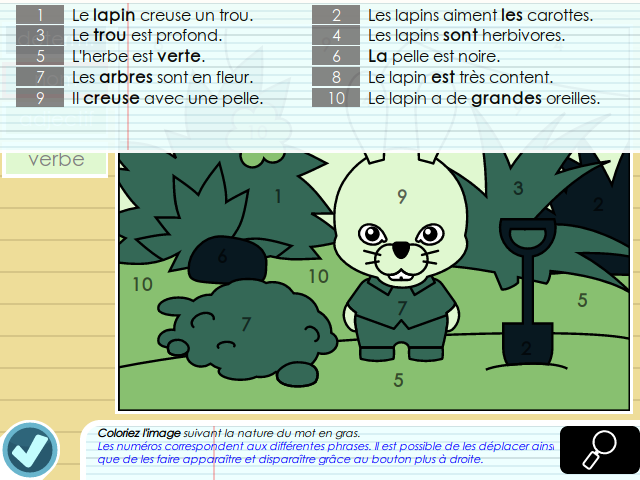 1 Le lapin creuse un trou. 2 Les lapins aiment les carottes.
3 Le trou est profond. 4 Les lapins sont herbivores.
5 L'herbe est verte. 6 La pelle est noire.
7 Les arbres sont en fleur. 8 Le lapin est très content.
9 Il creuse avec une pelle. 10 Le lapin a de grandes oreilles.
verbe
1 9 3 2
6
10 10 5
7 7 2
5
Coloriez l'image suivant la nature du mot en gras.
Les numéros correspondent aux différentes phrases. Il est possible de les déplacer ainsi
que de les faire apparaître et disparaître grâce au bouton plus à droite.